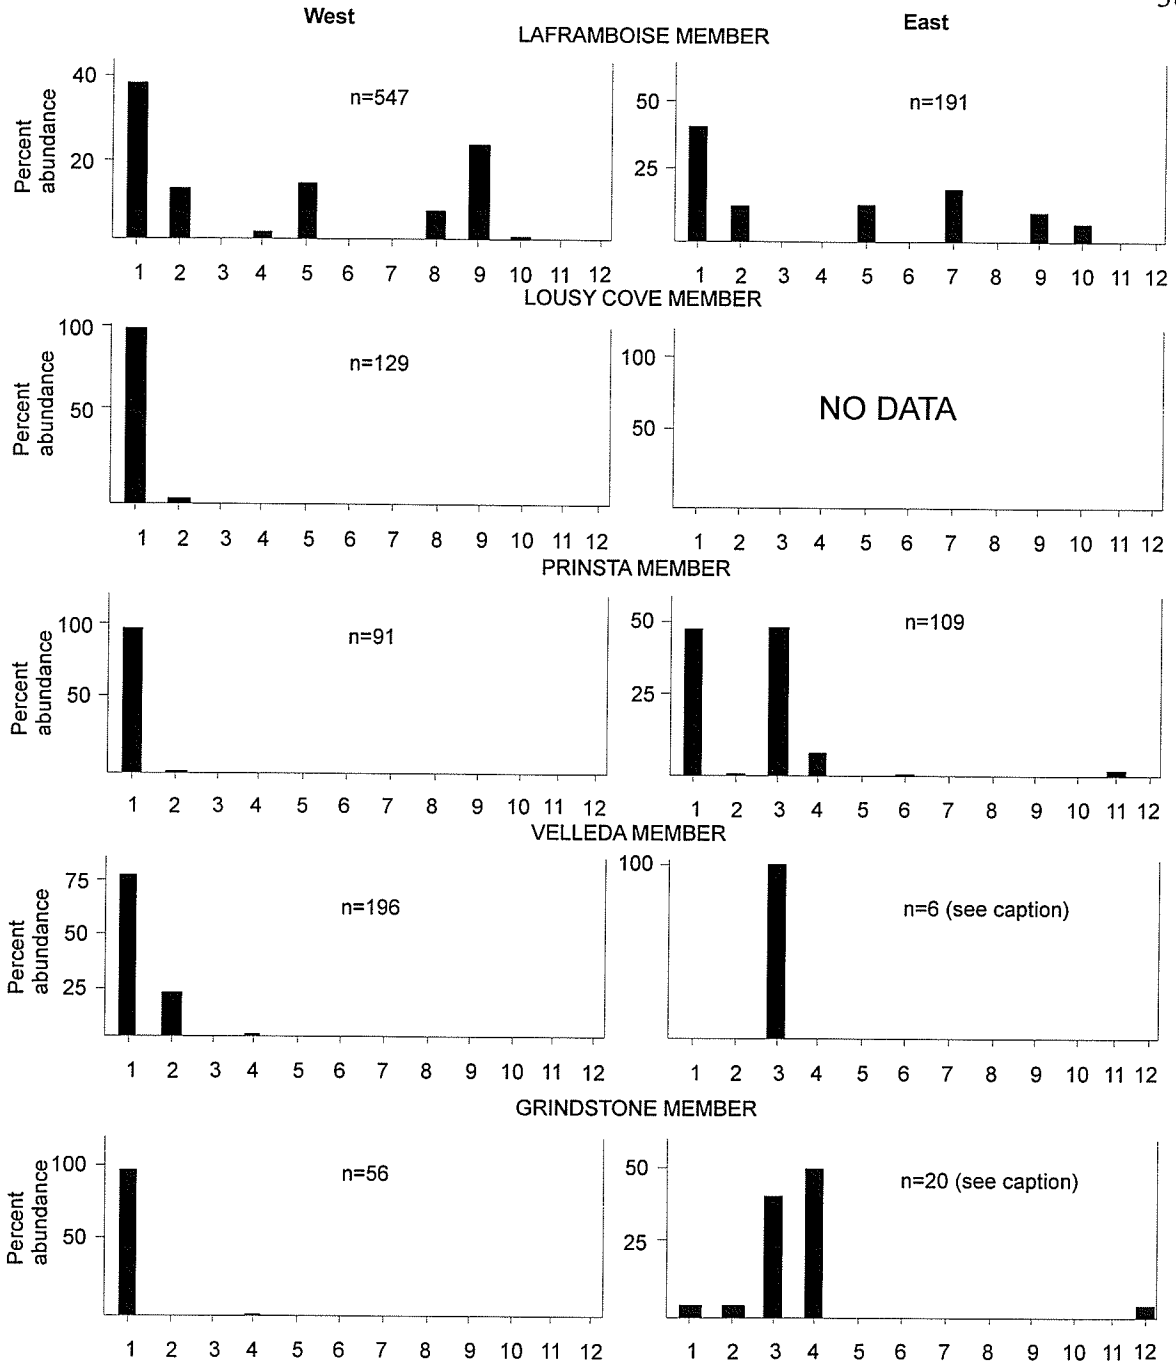 West
East
LAFRAMBOISE MEMBER
Percent
abundance
40
20
n=547
1 2 3 4 5 6 7 8 9 10 11 12
50
25
n=191
1 2 3 4 5 6 7 8 9 10 11 12
LOUSY COVE MEMBER
Percent
abundance
100
50
n=129
1 2 3 4 5 6 7 8 9 10 11 12
100
50
NO DATA
1 2 3 4 5 6 7 8 9 10 11 12
PRINSTA MEMBER
Percent
abundance
100
50
n=91
1 2 3 4 5 6 7 8 9 10 11 12
50
25
n=109
1 2 3 4 5 6 7 8 9 10 11 12
VELLEDA MEMBER
Percent
abundance
75
50
25
n=196
1 2 3 4 5 6 7 8 9 10 11 12
100
n=6 (see caption)
1 2 3 4 5 6 7 8 9 10 11 12
GRINDSTONE MEMBER
Percent
abundance
100
50
n=56
1 2 3 4 5 6 7 8 9 10 11 12
50
25
n=20 (see caption)
1 2 3 4 5 6 7 8 9 10 11 12